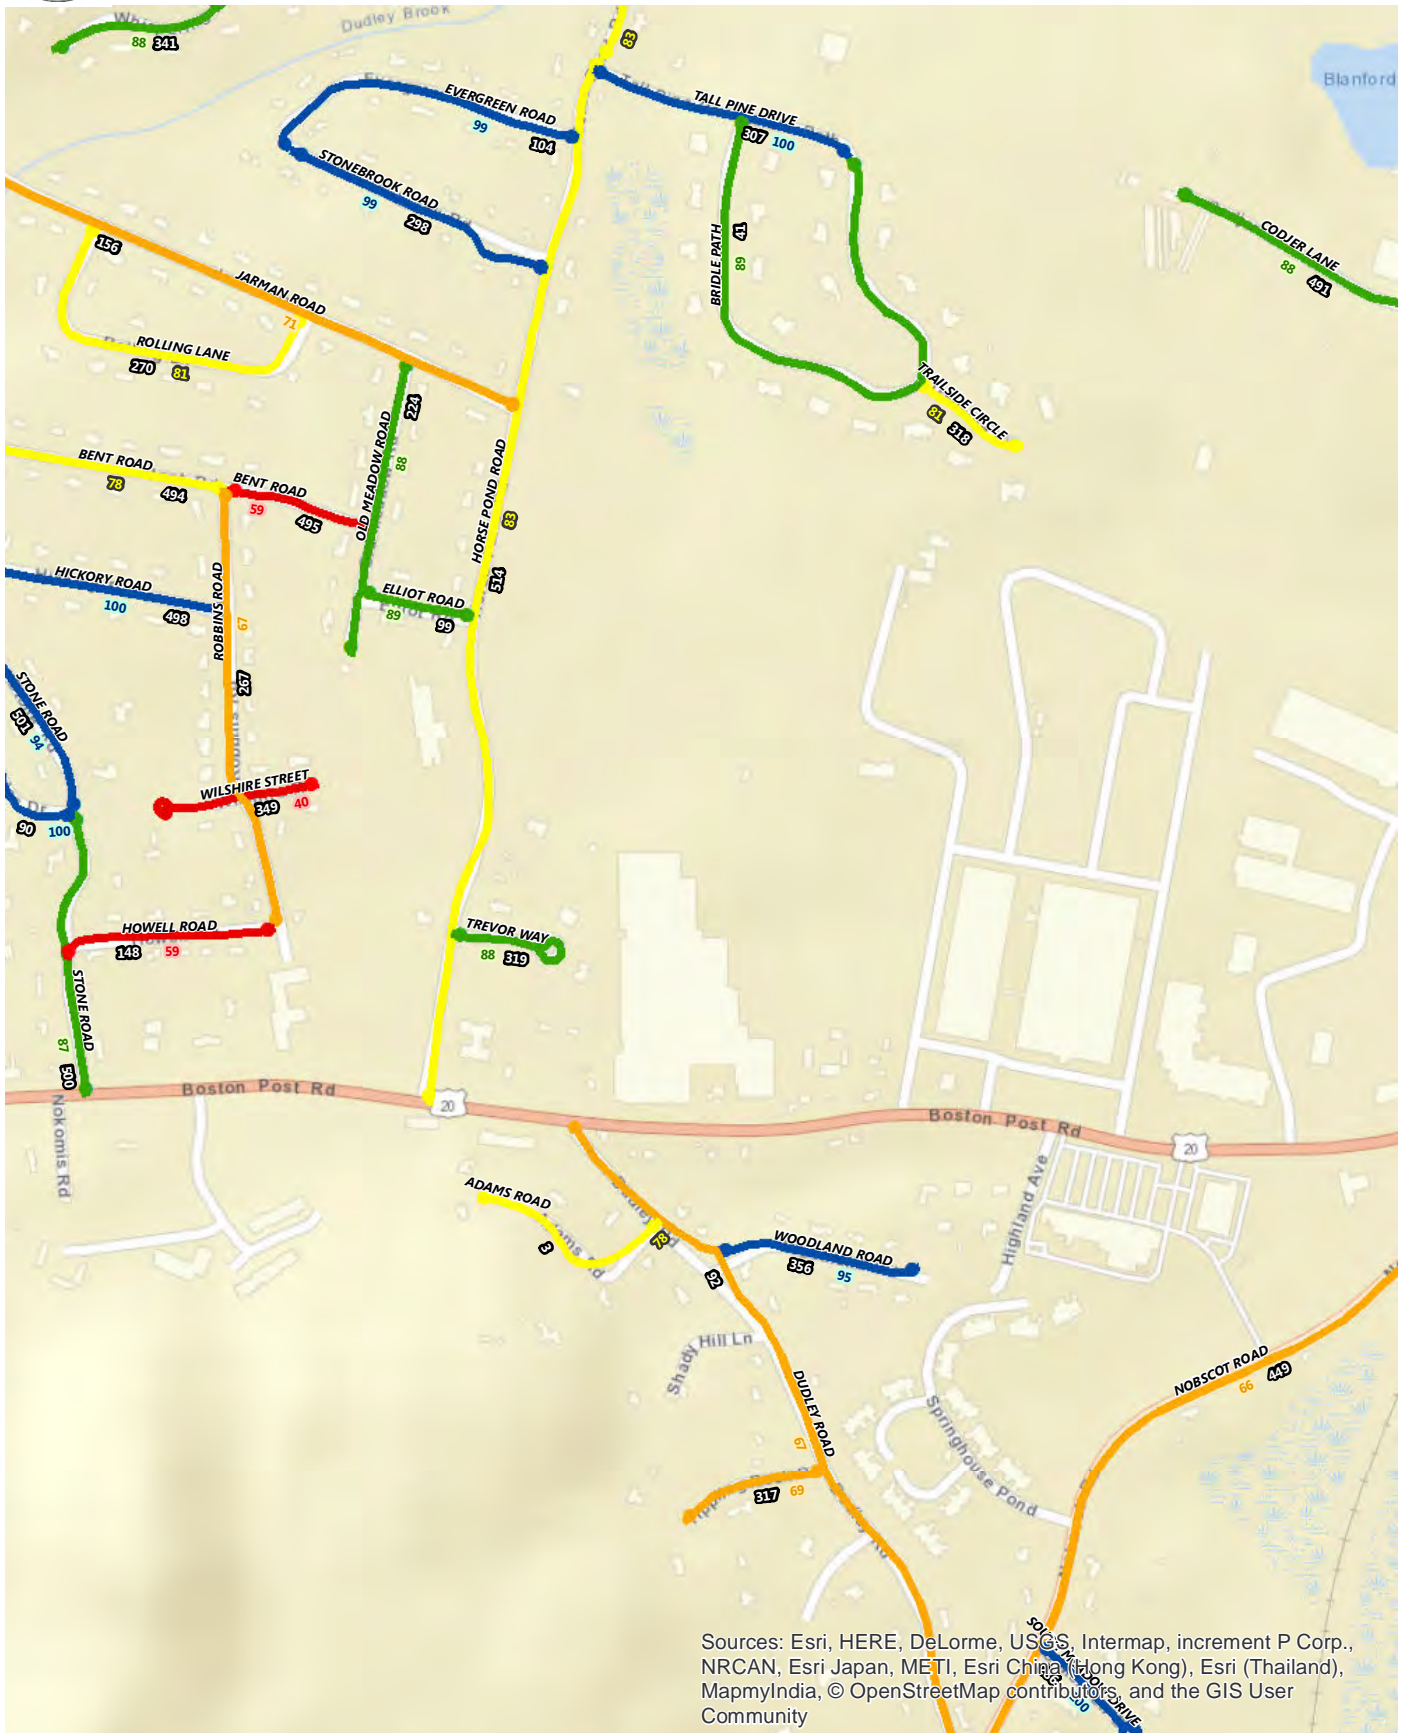 Dudley Brook
83
88 341
Blanford
EVERGREEN ROAD
99
104
TALL PINE DRIVE
307 100
STONEBROOK ROAD
99
298
BRIDLE PATH
41
89
CODJER LANE
88
491
156
JARMAN ROAD
71
ROLLING LANE
270 81
TRAILSIDE CIRCLE
81
318
OLD MEADOW ROAD
224
88
HORSE POND ROAD
83
514
BENT ROAD
78
494
BENT ROAD
59
495
HICKORY ROAD
100
498
ROBBINS ROAD
67
267
ELLIOT ROAD
89
99
STONE ROAD
501
94
WILSHIRE STREET
349
40
Dr
90
100
HOWELL ROAD
148
59
TREVOR WAY
88 319
STONE ROAD
87
500
Boston Post Rd
20
Boston Post Rd
20
Nokomis Rd
Highland Ave
ADAMS ROAD
3
Adams Rd
Dudley Rd
78
WOODLAND ROAD
356
95
92
Shady Hill Ln
DUDLEY ROAD
67
NOBSCOT ROAD
66
449
Springhouse Pond
317 69
Dudley Rd
Sources: Esri, HERE, DeLorme, USGS, Intermap, increment P Corp.,
NRCAN, Esri Japan, METI, Esri China (Hong Kong), Esri (Thailand),
MapmyIndia, © OpenStreetMap contributors, and the GIS User
Community